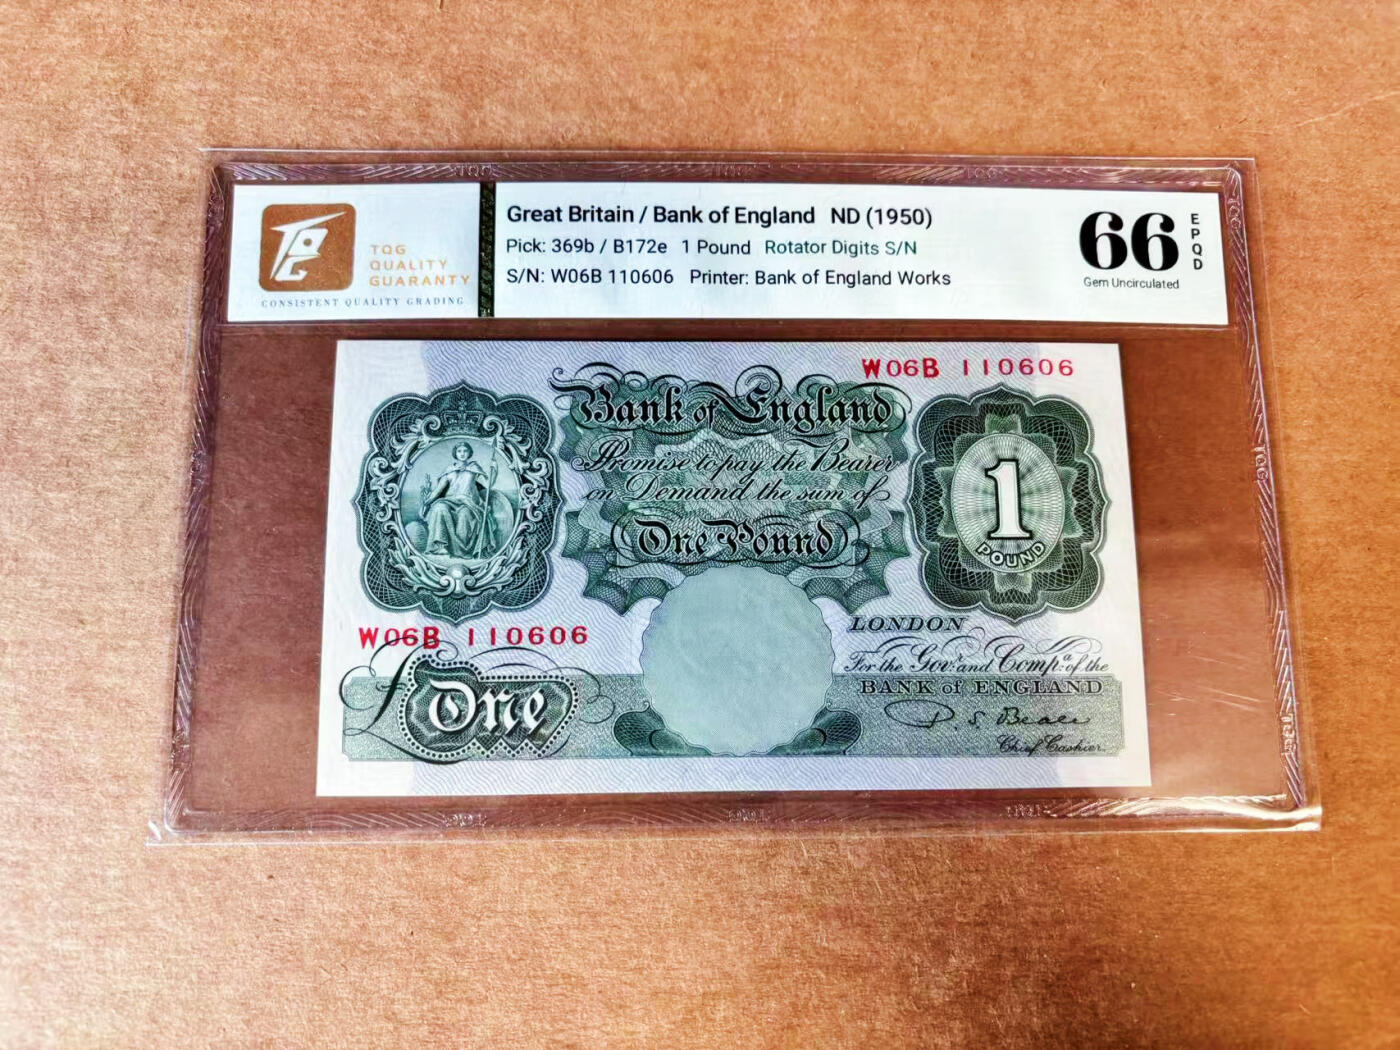 TQG
QUALITY
GUARANTY
CONSISTENT QUALITY GRADING
Great Britain / Bank of England ND (1950)
Pick: 369b / B172e 1 Pound Rotator Digits S/N
S/N: W06B 110606 Printer: Bank of England Works
66
EPQD
Gem Uncirculated
W06B 110606
Bank of England
Promise to pay the Bearer
on Demand the sum of
One Pound
1
POUND
W06B 110606
LONDON
For the Govr. and Compa. of the
BANK of ENGLAND
£ One
P. S. Beale
Chief Cashier.